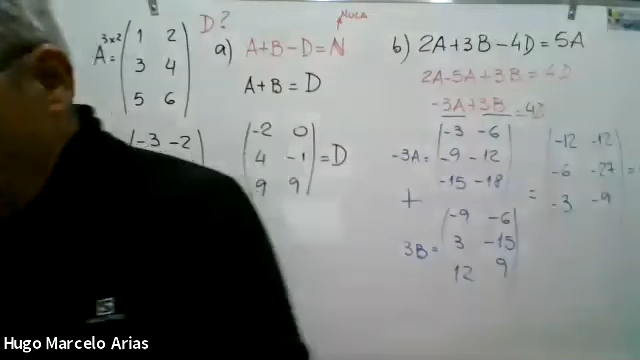 D?
NULA
A 3x2 = (1 2
3 4
5 6)
(-3 -2)
a) A+B-D=N
A+B=D
(-2 0
4 -1
9 9) = D
b) 2A+3B-4D=5A
2A-5A+3B=4D
-3A+3B=4D
-3A= (-3 -6
-9 -12
-15 -18)
+
3B= (-9 -6
3 -15
12 9)
= (-12 -12
-6 -27
-3 -9) =
Hugo Marcelo Arias